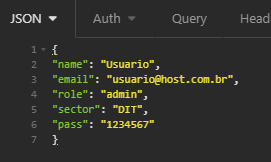 JSON Auth Query Head
1 {
2 "name": "Usuario",
3 "email": "usuario@host.com.br",
4 "role": "admin",
5 "sector": "DIT",
6 "pass": "1234567"
7 }